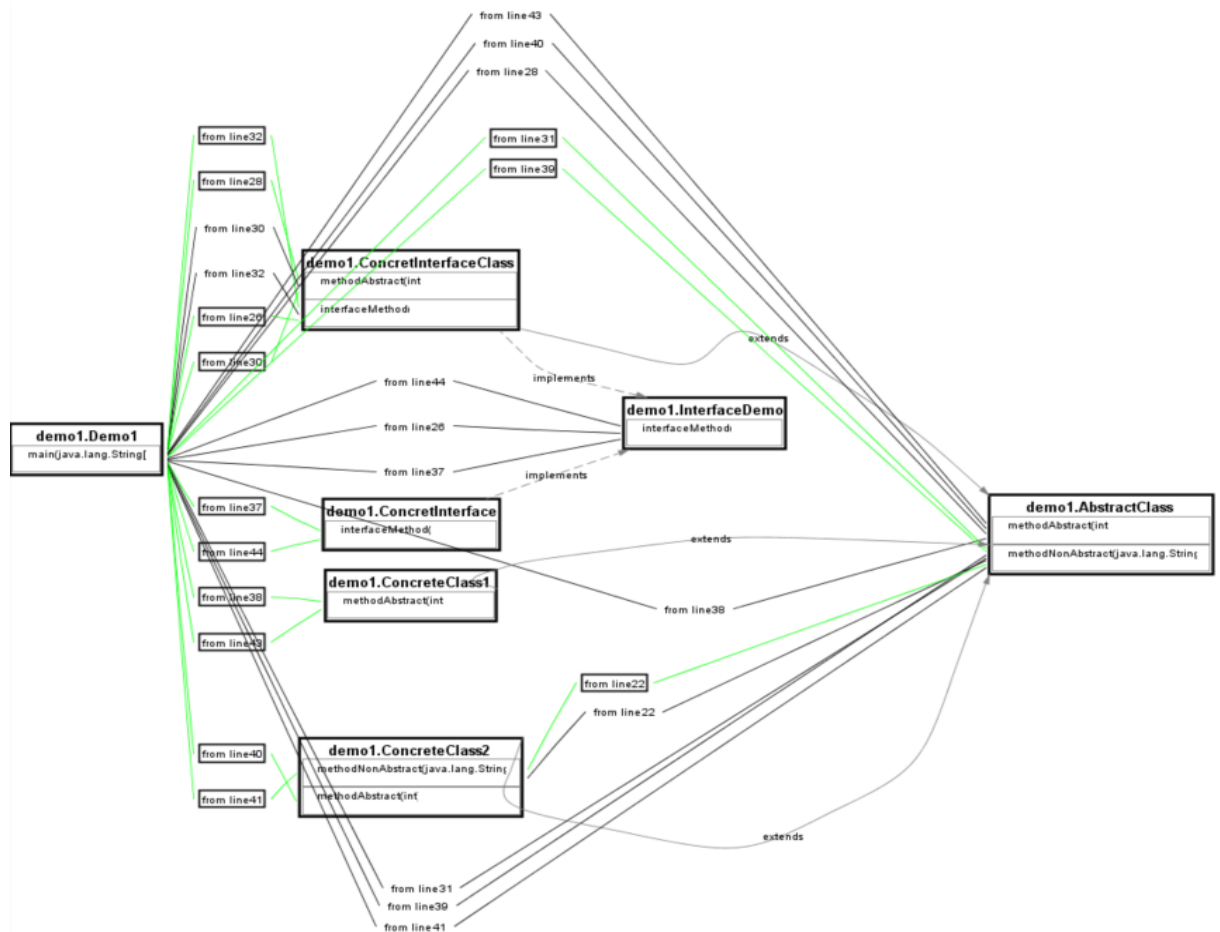 from line43
from line40
from line28
from line32
from line31
from line39
from line28
from line30
demo1.ConcretInterfaceClass
methodAbstract(int
from line32
interfaceMethod(
from line26
extends
from line30
implements
from line44
demo1.InterfaceDemo
interfaceMethod(
from line26
demo1.Demo1
main(java.lang.String[
from line37
implements
from line37
demo1.ConcretInterface
interfaceMethod(
demo1.AbstractClass
methodAbstract(int
methodNonAbstract(java.lang.String
extends
from line44
demo1.ConcreteClass1
methodAbstract(int
from line38
from line38
from line43
from line22
from line22
demo1.ConcreteClass2
methodNonAbstract(java.lang.String
methodAbstract(int
from line40
from line41
extends
from line31
from line39
from line41